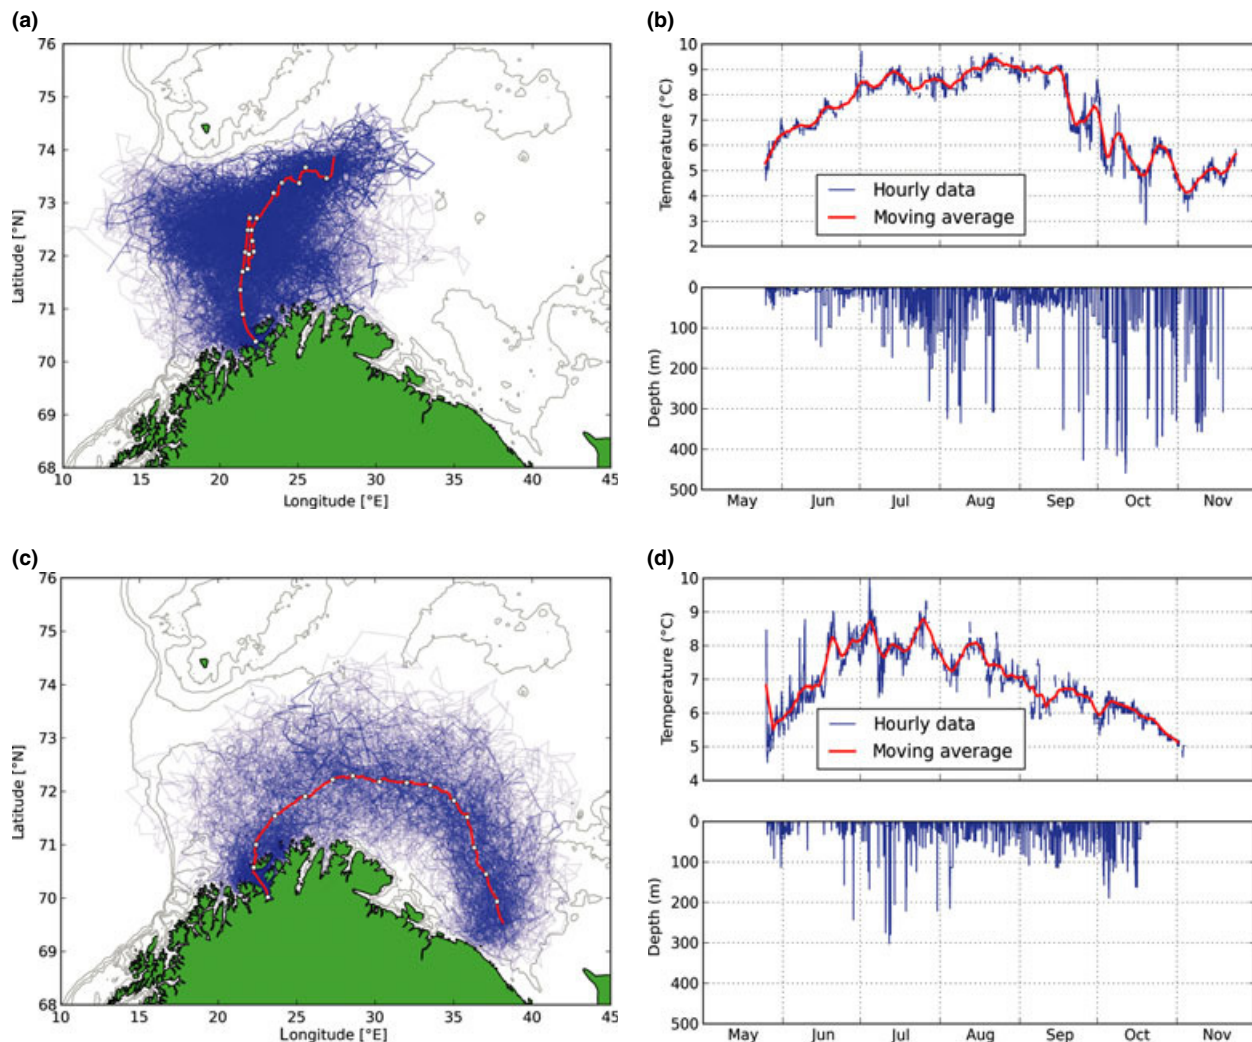 (a)
76
75
74
73
72
71
70
69
68
Latitude [°N]
10 15 20 25 30 35 40 45
Longitude [°E]
(b)
10
9
8
7
6
5
4
3
2
Temperature (°C)
Hourly data
Moving average
0
100
200
300
400
500
Depth (m)
May Jun Jul Aug Sep Oct Nov
(c)
76
75
74
73
72
71
70
69
68
Latitude [°N]
10 15 20 25 30 35 40 45
Longitude [°E]
(d)
10
9
8
7
6
5
4
Temperature (°C)
Hourly data
Moving average
0
100
200
300
400
500
Depth (m)
May Jun Jul Aug Sep Oct Nov